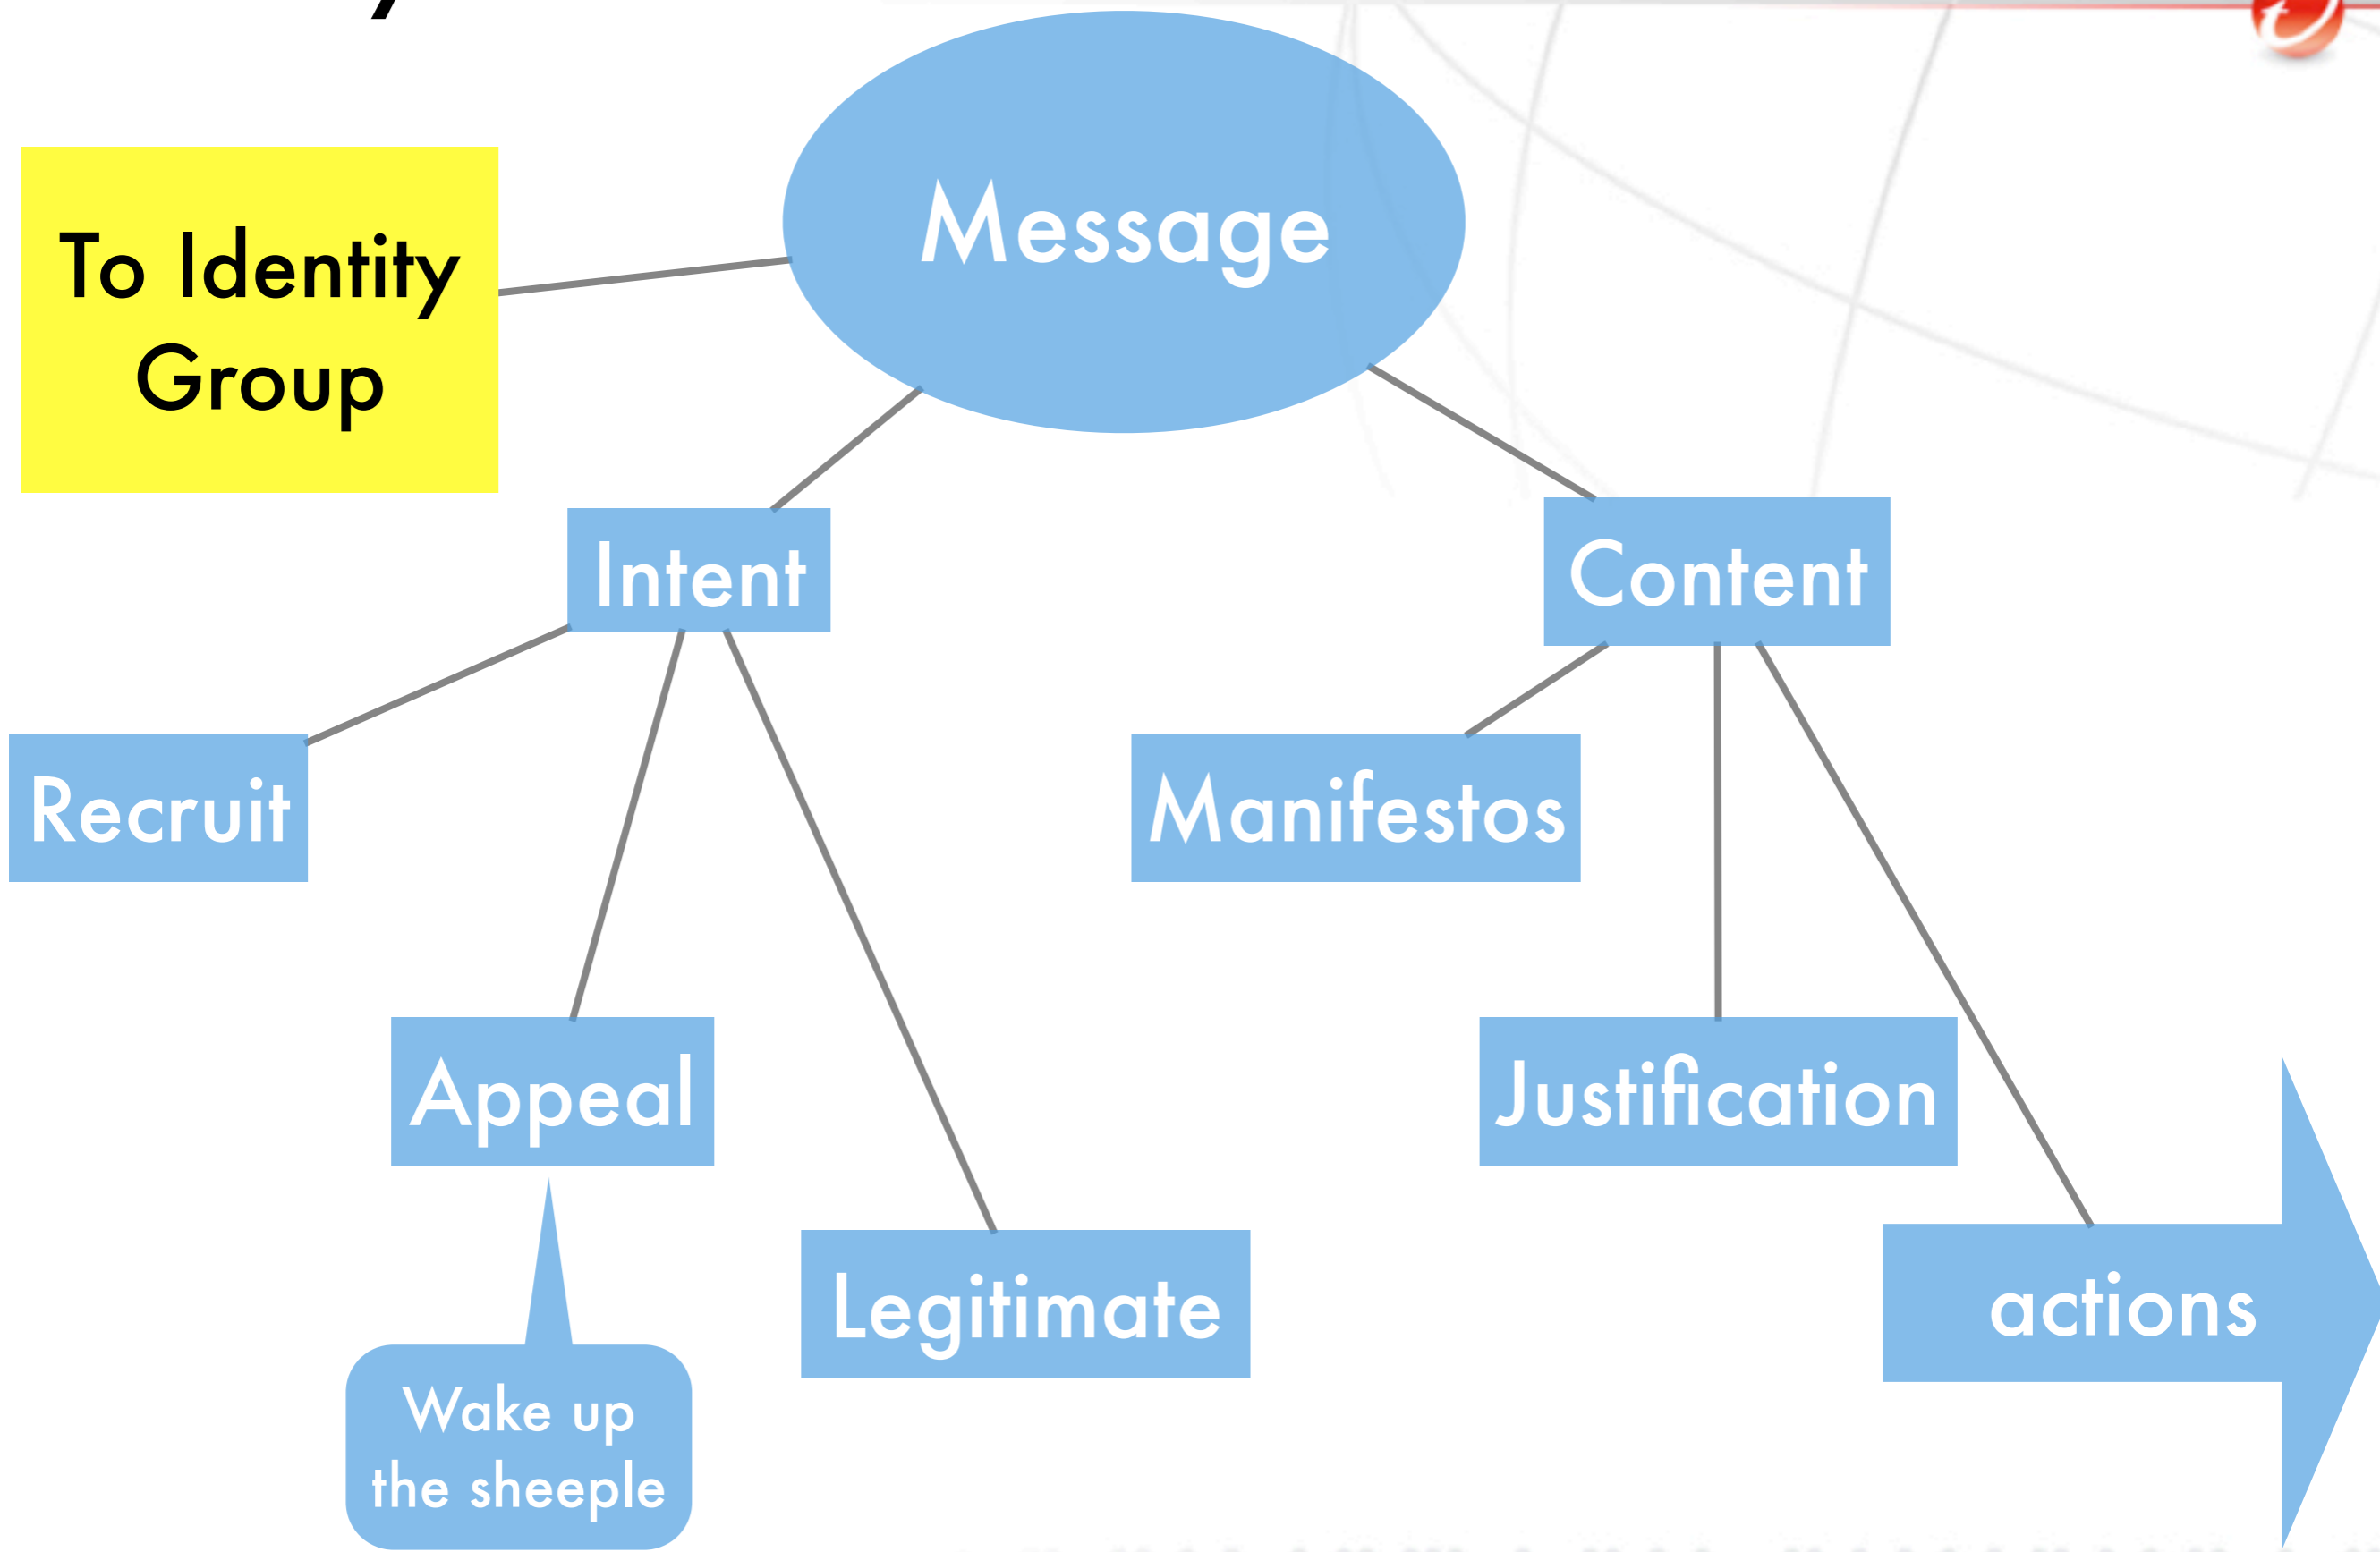 Message
To Identity
Group
Intent
Content
Recruit
Manifestos
Appeal
Justification
Legitimate
actions
Wake up
the sheeple